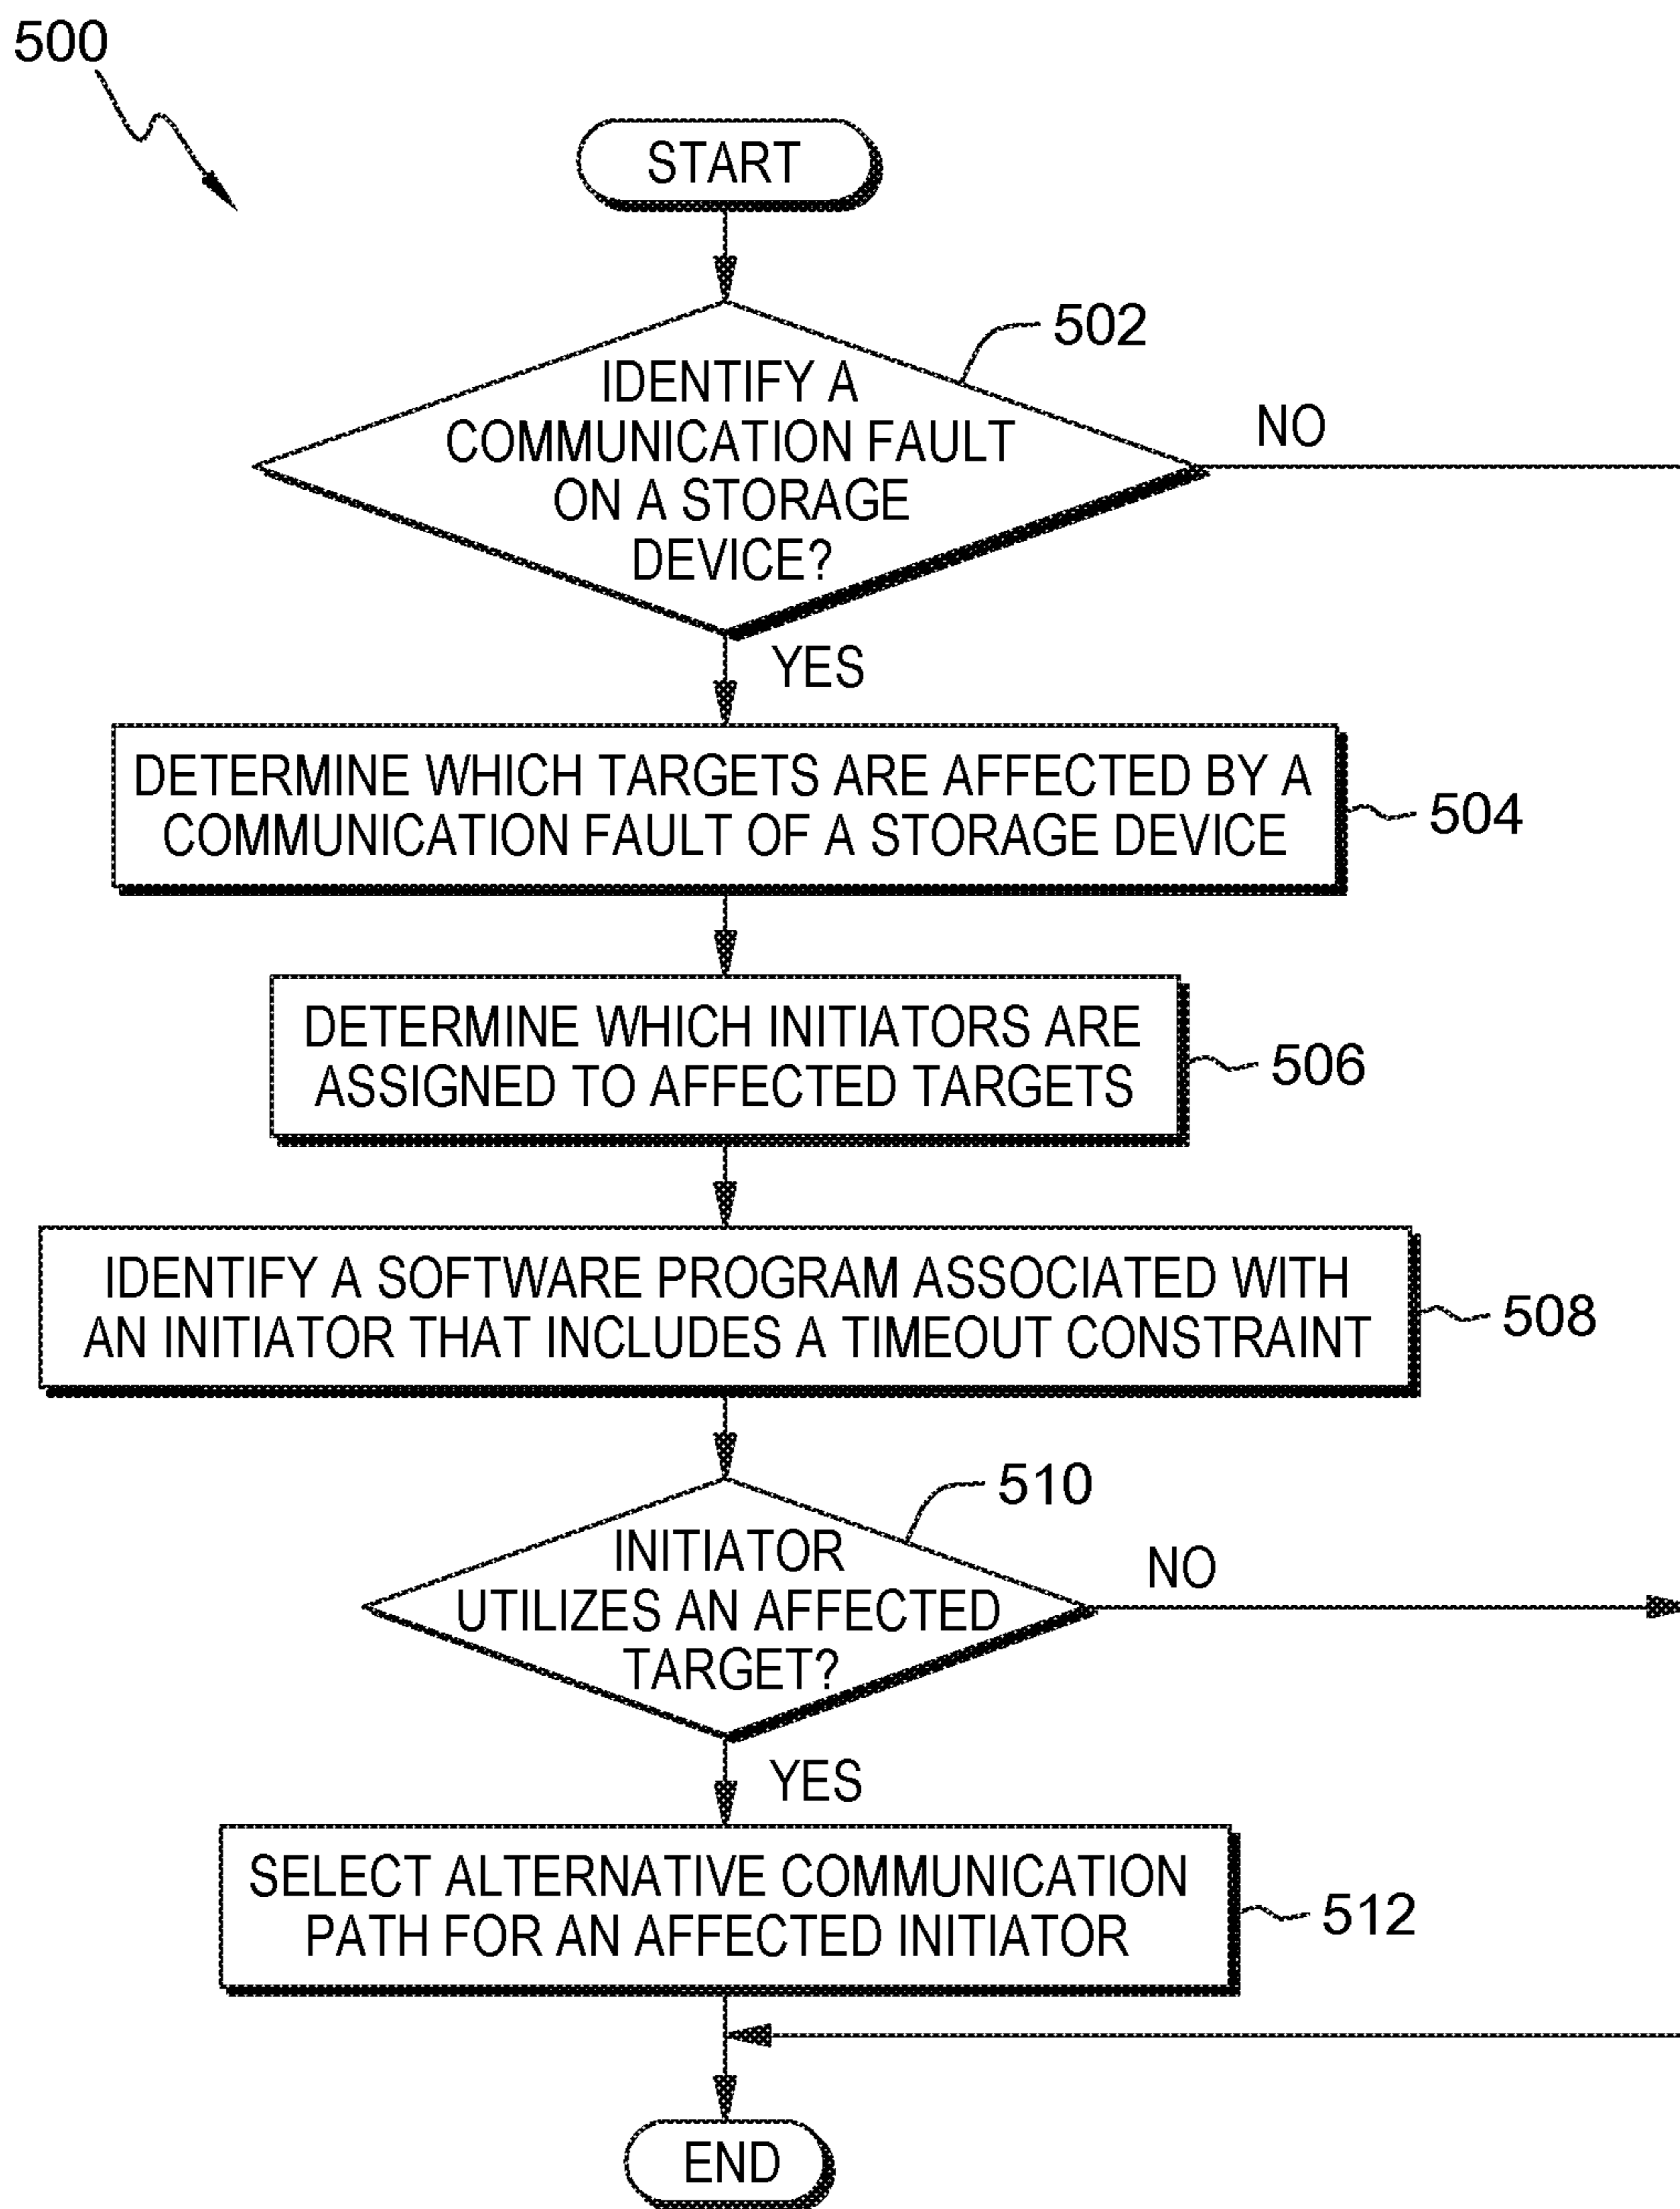 500
START
502
IDENTIFY A
COMMUNICATION FAULT
ON A STORAGE
DEVICE?
NO
YES
DETERMINE WHICH TARGETS ARE AFFECTED BY A
COMMUNICATION FAULT OF A STORAGE DEVICE
504
DETERMINE WHICH INITIATORS ARE
ASSIGNED TO AFFECTED TARGETS
506
IDENTIFY A SOFTWARE PROGRAM ASSOCIATED WITH
AN INITIATOR THAT INCLUDES A TIMEOUT CONSTRAINT
508
510
INITIATOR
UTILIZES AN AFFECTED
TARGET?
NO
YES
SELECT ALTERNATIVE COMMUNICATION
PATH FOR AN AFFECTED INITIATOR
512
END